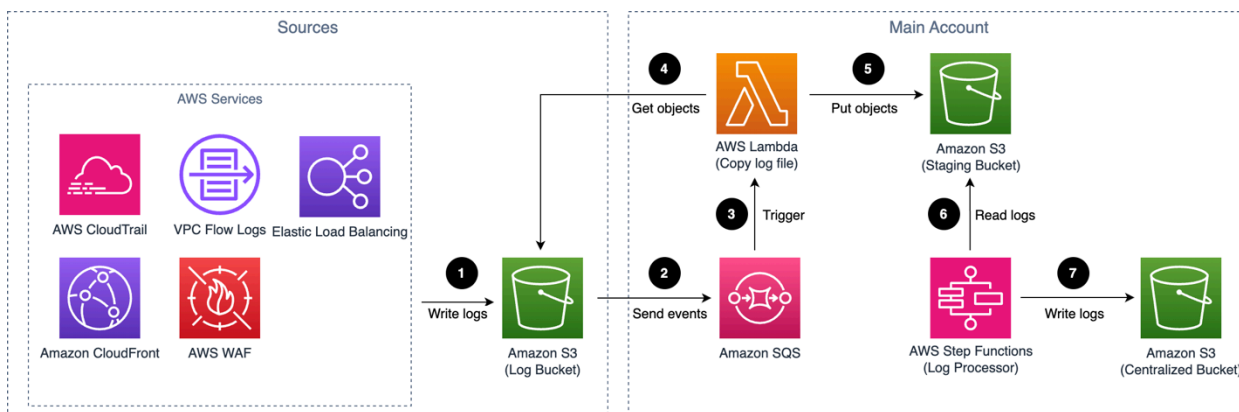 Sources
Main Account
AWS Services
AWS CloudTrail
VPC Flow Logs
Elastic Load Balancing
Amazon CloudFront
AWS WAF
1
Write logs
Amazon S3
(Log Bucket)
2
Send events
Amazon SQS
3
Trigger
AWS Lambda
(Copy log file)
4
Get objects
5
Put objects
Amazon S3
(Staging Bucket)
6
Read logs
AWS Step Functions
(Log Processor)
7
Write logs
Amazon S3
(Centralized Bucket)